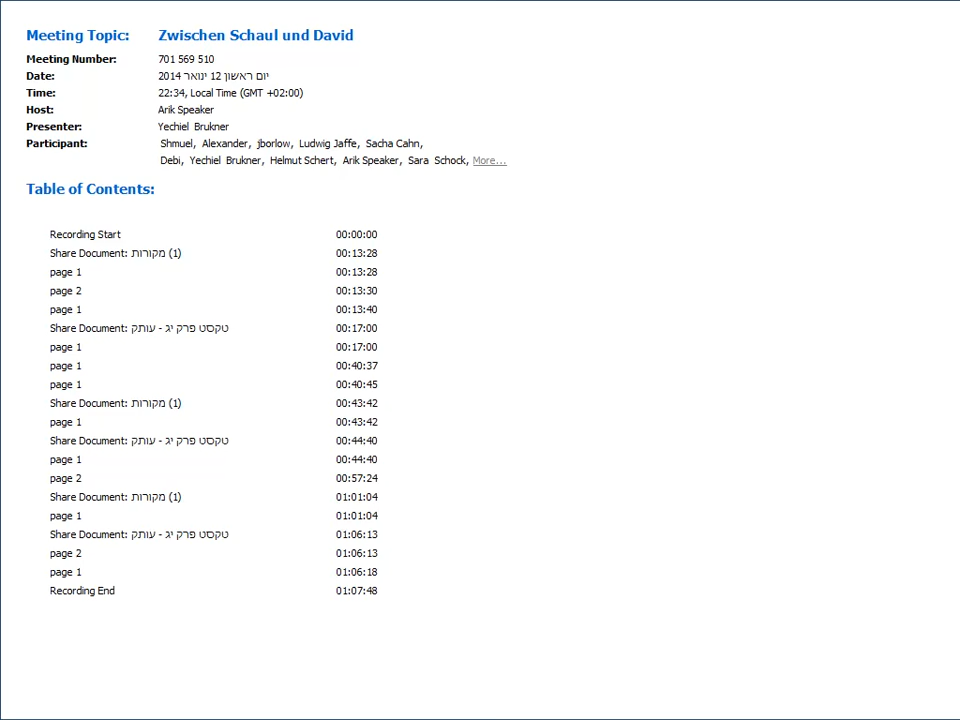 Meeting Topic: Zwischen Schaul und David
Meeting Number: 701 569 510
Date: יום ראשון 12 ינואר 2014
Time: 22:34, Local Time (GMT +02:00)
Host: Arik Speaker
Presenter: Yechiel Brukner
Participant: Shmuel, Alexander, jborlow, Ludwig Jaffe, Sacha Cahn,
Debi, Yechiel Brukner, Helmut Schert, Arik Speaker, Sara Schock, More...
Table of Contents:
Recording Start 00:00:00
Share Document: מקורות (1) 00:13:28
page 1 00:13:28
page 2 00:13:30
page 1 00:13:40
Share Document: טקסט פרק יג - עותק 00:17:00
page 1 00:17:00
page 1 00:40:37
page 1 00:40:45
Share Document: מקורות (1) 00:43:42
page 1 00:43:42
Share Document: טקסט פרק יג - עותק 00:44:40
page 1 00:44:40
page 2 00:57:24
Share Document: מקורות (1) 01:01:04
page 1 01:01:04
Share Document: טקסט פרק יג - עותק 01:06:13
page 2 01:06:13
page 1 01:06:18
Recording End 01:07:48